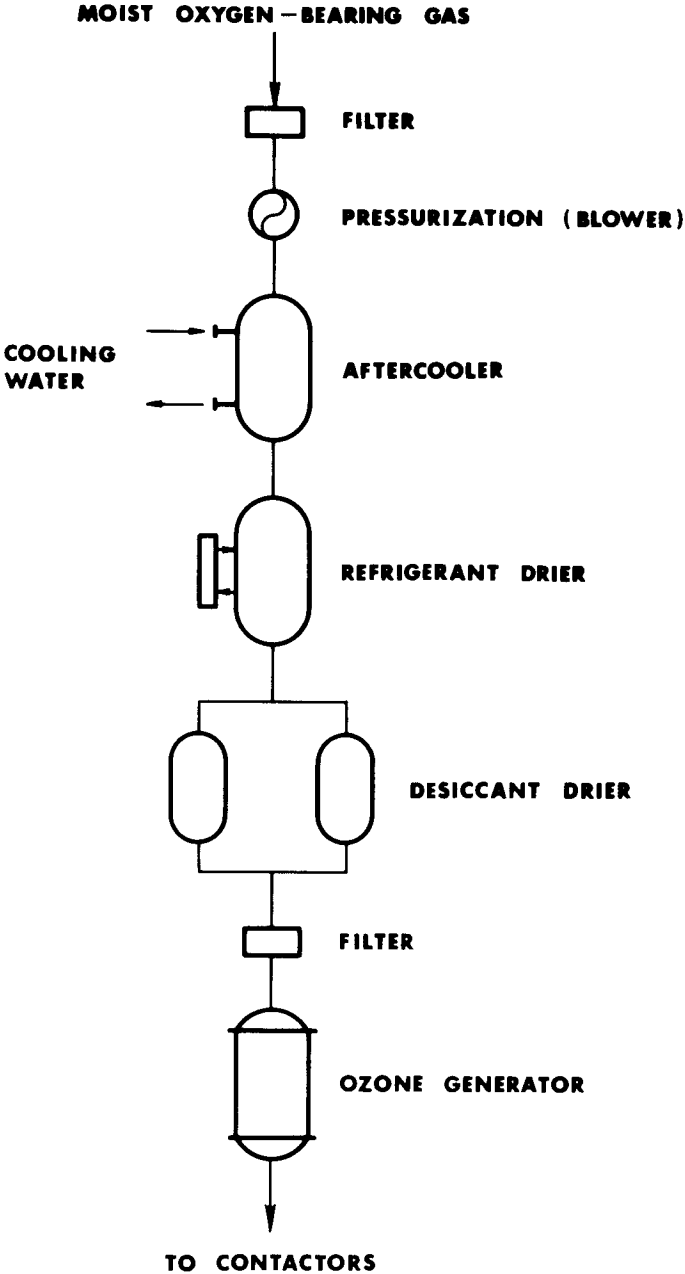 MOIST OXYGEN-BEARING GAS
FILTER
PRESSURIZATION (BLOWER)
COOLING
WATER
AFTERCOOLER
REFRIGERANT DRIER
DESICCANT DRIER
FILTER
OZONE GENERATOR
TO CONTACTORS